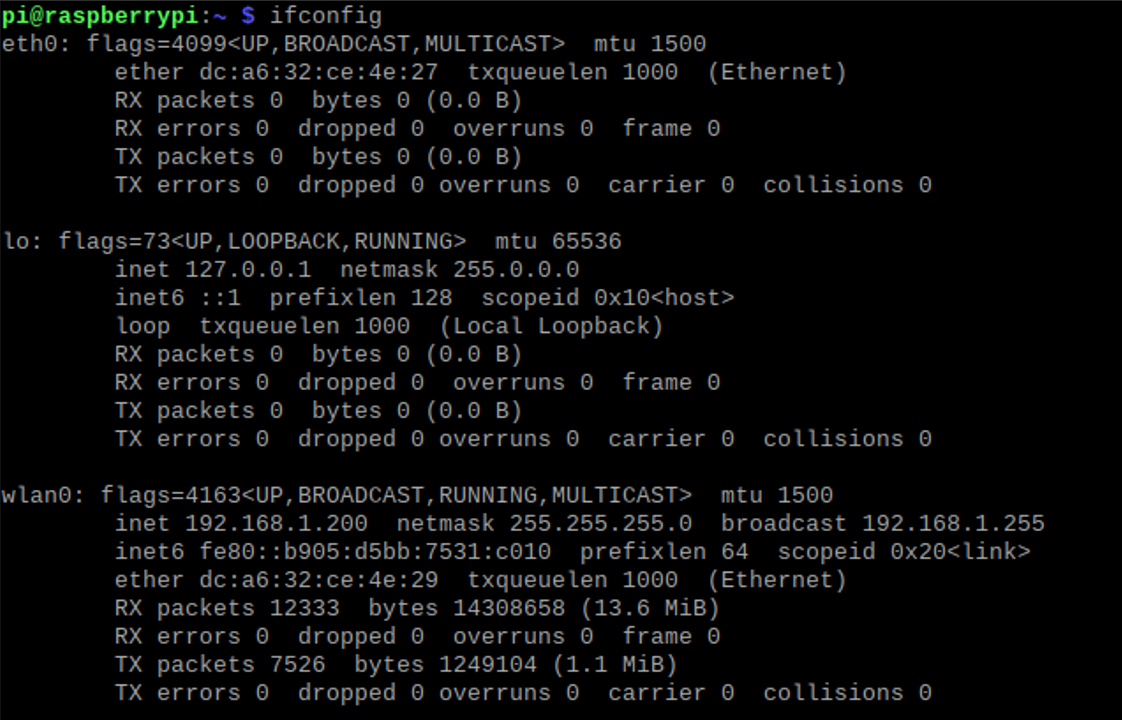 pi@raspberrypi:~ $ ifconfig
eth0: flags=4099<UP,BROADCAST,MULTICAST>  mtu 1500
        ether dc:a6:32:ce:4e:27  txqueuelen 1000  (Ethernet)
        RX packets 0  bytes 0 (0.0 B)
        RX errors 0  dropped 0  overruns 0  frame 0
        TX packets 0  bytes 0 (0.0 B)
        TX errors 0  dropped 0 overruns 0  carrier 0  collisions 0

lo: flags=73<UP,LOOPBACK,RUNNING>  mtu 65536
        inet 127.0.0.1  netmask 255.0.0.0
        inet6 ::1  prefixlen 128  scopeid 0x10<host>
        loop  txqueuelen 1000  (Local Loopback)
        RX packets 0  bytes 0 (0.0 B)
        RX errors 0  dropped 0  overruns 0  frame 0
        TX packets 0  bytes 0 (0.0 B)
        TX errors 0  dropped 0 overruns 0  carrier 0  collisions 0

wlan0: flags=4163<UP,BROADCAST,RUNNING,MULTICAST>  mtu 1500
        inet 192.168.1.200  netmask 255.255.255.0  broadcast 192.168.1.255
        inet6 fe80::b905:d5bb:7531:c010  prefixlen 64  scopeid 0x20<link>
        ether dc:a6:32:ce:4e:29  txqueuelen 1000  (Ethernet)
        RX packets 12333  bytes 14308658 (13.6 MiB)
        RX errors 0  dropped 0  overruns 0  frame 0
        TX packets 7526  bytes 1249104 (1.1 MiB)
        TX errors 0  dropped 0 overruns 0  carrier 0  collisions 0